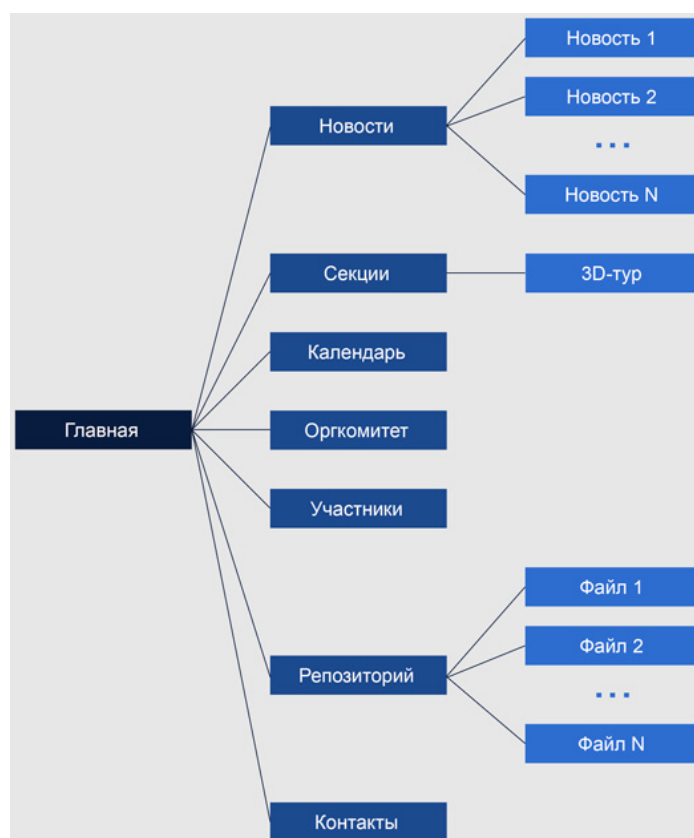 Новость 1
Новость 2
Новости
...
Новость N
Секции
3D-тур
Календарь
Главная
Оргкомитет
Участники
Файл 1
Файл 2
Репозиторий
...
Файл N
Контакты